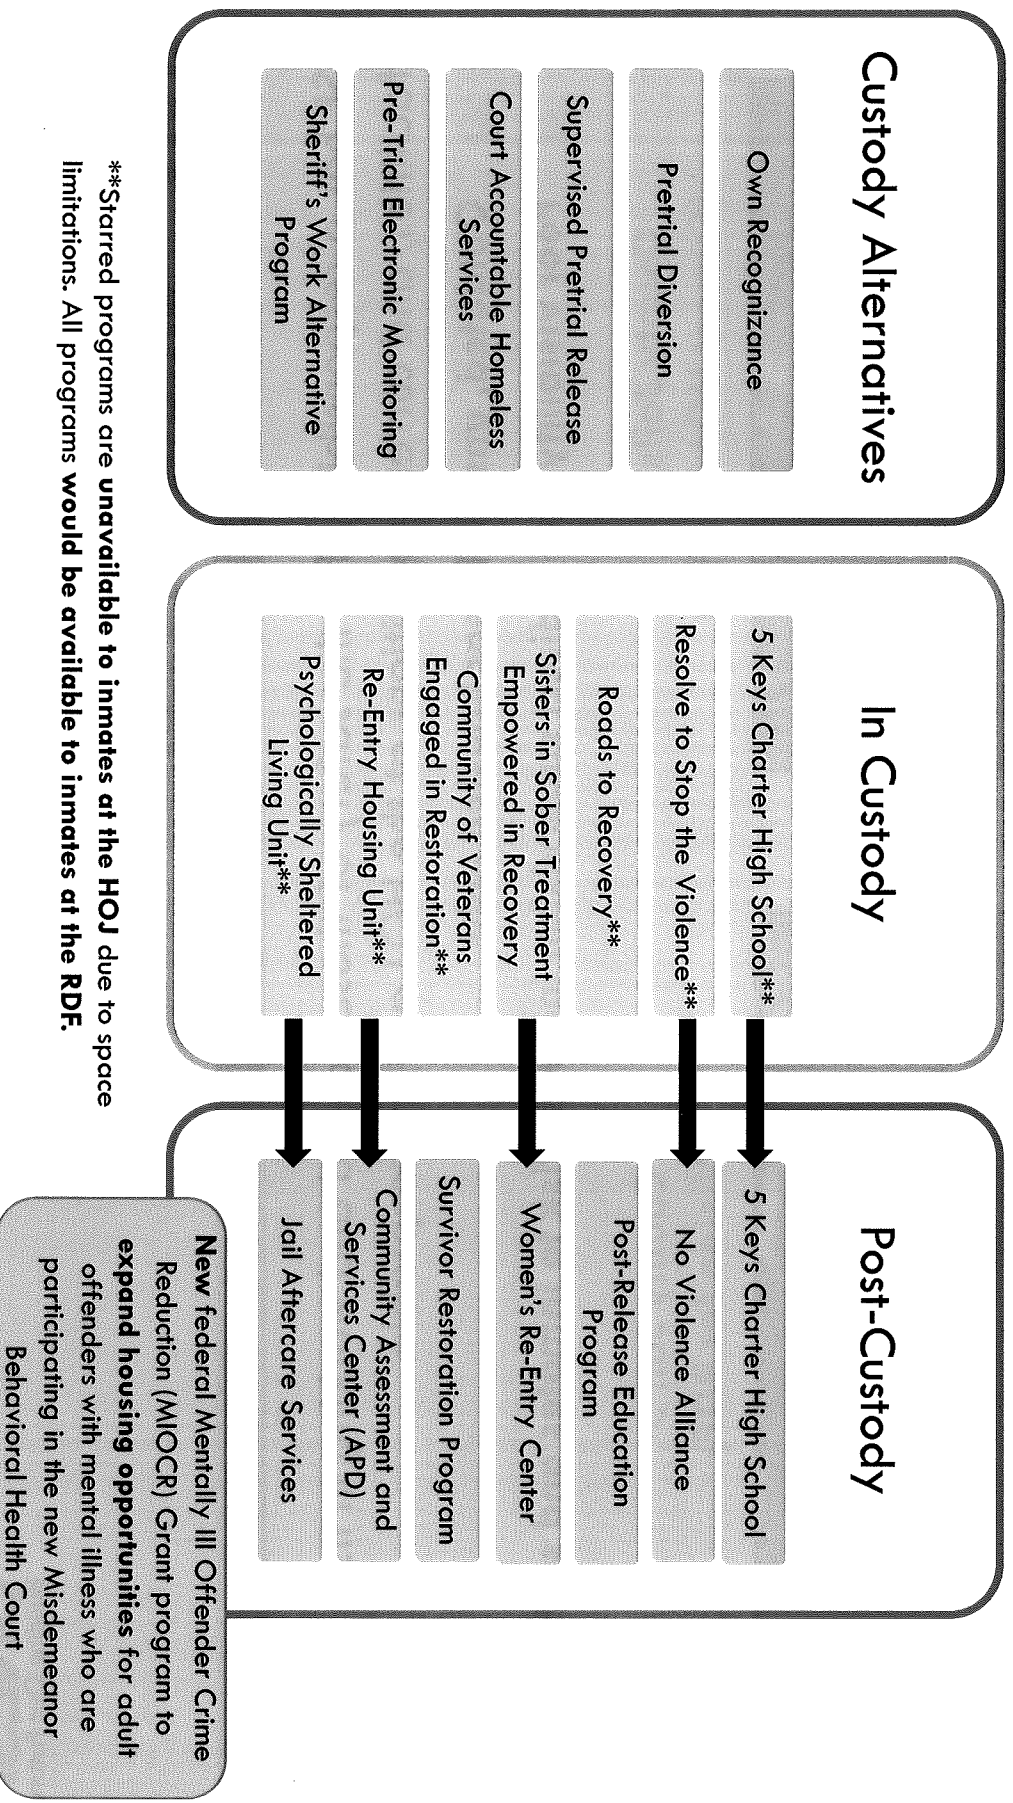 Custody Alternatives
Own Recognizance
Pretrial Diversion
Supervised Pretrial Release
Court Accountable Homeless
Services
Pre-Trial Electronic Monitoring
Sheriff's Work Alternative
Program
In Custody
5 Keys Charter High School**
Resolve to Stop the Violence**
Roads to Recovery**
Sisters in Sober Treatment
Empowered in Recovery
Community of Veterans
Engaged in Restoration**
Re-Entry Housing Unit**
Psychologically Sheltered
Living Unit**
Post-Custody
5 Keys Charter High School
No Violence Alliance
Post-Release Education
Program
Women's Re-Entry Center
Survivor Restoration Program
Community Assessment and
Services Center (APD)
Jail Aftercare Services
**Starred programs are unavailable to inmates at the HOJ due to space
limitations. All programs would be available to inmates at the RDF.
New federal Mentally Ill Offender Crime
Reduction (MIOCR) Grant program to
expand housing opportunities for adult
offenders with mental illness who are
participating in the new Misdemeanor
Behavioral Health Court